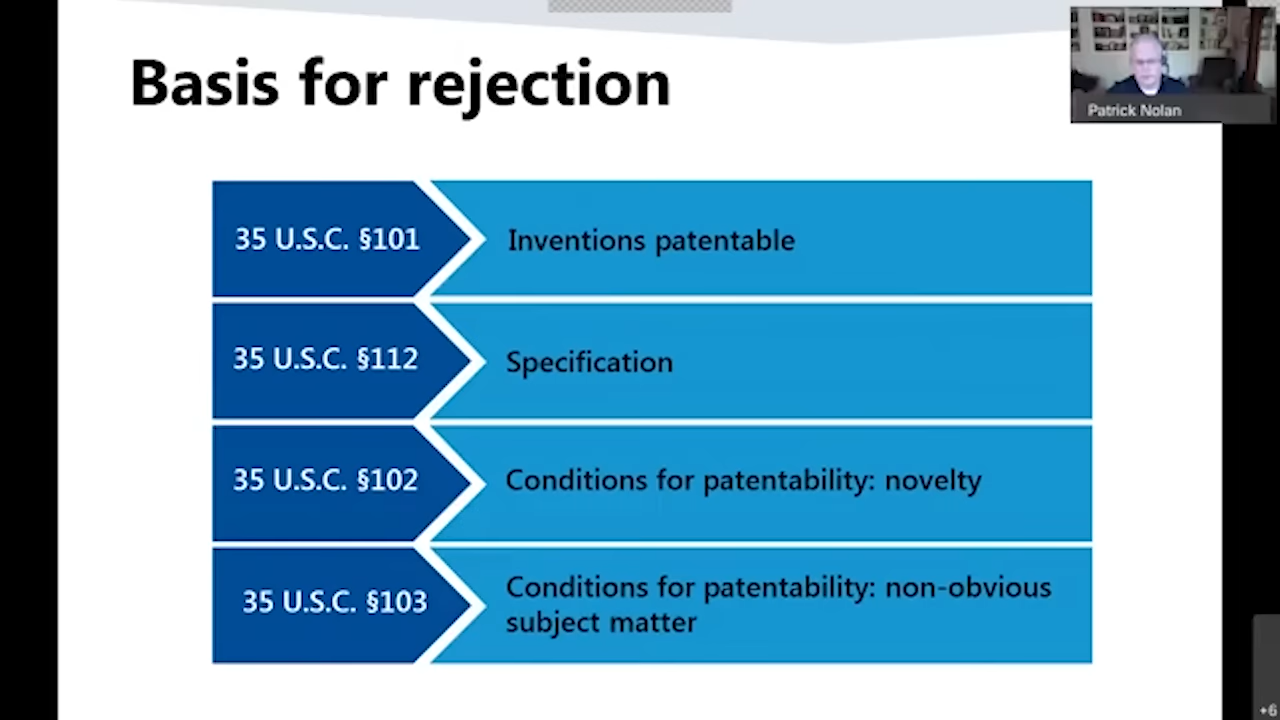 Basis for rejection
Patrick Nolan
35 U.S.C. §101
Inventions patentable
35 U.S.C. §112
Specification
35 U.S.C. §102
Conditions for patentability: novelty
35 U.S.C. §103
Conditions for patentability: non-obvious
subject matter
+6